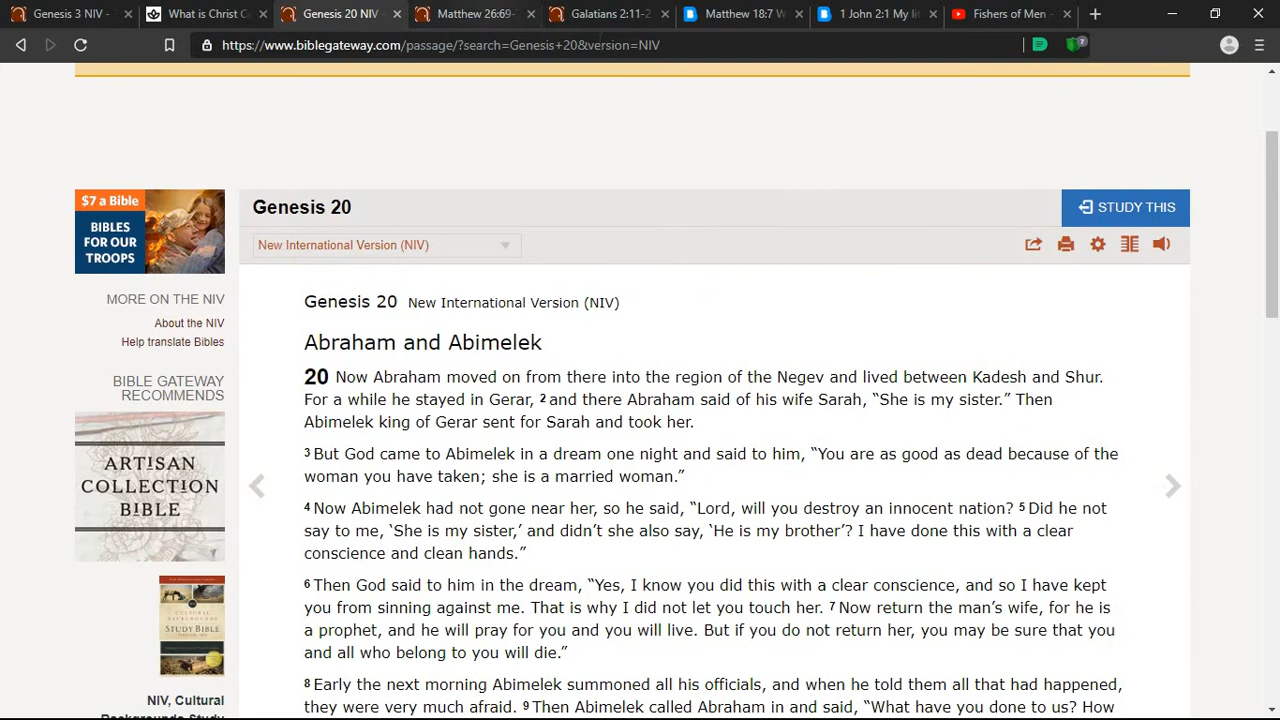 Genesis 3 NIV -
What is Christ Ce
Genesis 20 NIV -
Matthew 26:69-
Galatians 2:11-2
Matthew 18:7 W
1 John 2:1 My lit
Fishers of Men -
https://www.biblegateway.com/passage/?search=Genesis+20&version=NIV
7
$7 a Bible
BIBLES
FOR OUR
TROOPS
MORE ON THE NIV
About the NIV
Help translate Bibles
BIBLE GATEWAY
RECOMMENDS
ARTISAN
COLLECTION
BIBLE
CULTURAL
BACKGROUNDS
STUDY BIBLE
NIV, Cultural
Backgrounds Study
Genesis 20
STUDY THIS
New International Version (NIV)
Genesis 20 New International Version (NIV)
Abraham and Abimelek
20 Now Abraham moved on from there into the region of the Negev and lived between Kadesh and Shur.
For a while he stayed in Gerar, 2 and there Abraham said of his wife Sarah, “She is my sister.” Then
Abimelek king of Gerar sent for Sarah and took her.
3 But God came to Abimelek in a dream one night and said to him, “You are as good as dead because of the
woman you have taken; she is a married woman.”
4 Now Abimelek had not gone near her, so he said, “Lord, will you destroy an innocent nation? 5 Did he not
say to me, ‘She is my sister,’ and didn’t she also say, ‘He is my brother’? I have done this with a clear
conscience and clean hands.”
6 Then God said to him in the dream, “Yes, I know you did this with a clear conscience, and so I have kept
you from sinning against me. That is why I did not let you touch her. 7 Now return the man’s wife, for he is
a prophet, and he will pray for you and you will live. But if you do not return her, you may be sure that you
and all who belong to you will die.”
8 Early the next morning Abimelek summoned all his officials, and when he told them all that had happened,
they were very much afraid. 9 Then Abimelek called Abraham in and said, “What have you done to us? How